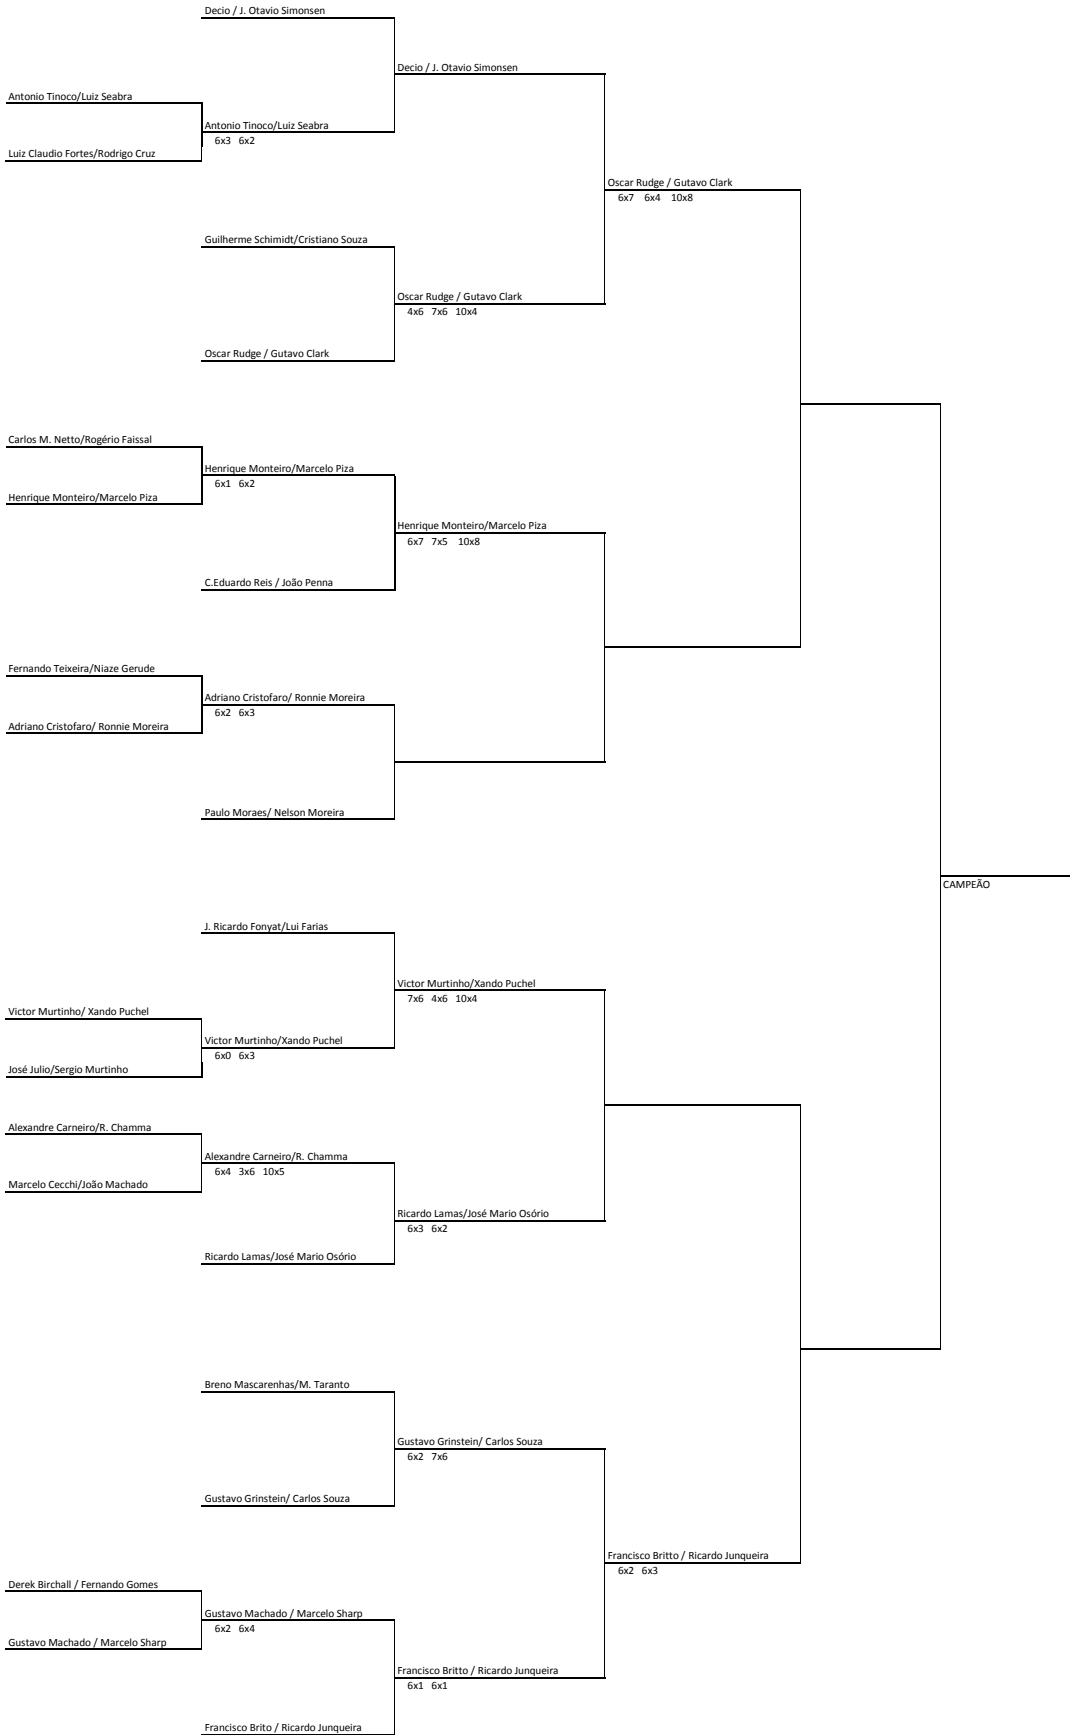 Decio / J. Otavio Simonsen
Decio / J. Otavio Simonsen
Antonio Tinoco/Luiz Seabra
Antonio Tinoco/Luiz Seabra
6x3 6x2
Luiz Claudio Fortes/Rodrigo Cruz
Oscar Rudge / Gutavo Clark
6x7 6x4 10x8
Guilherme Schimidt/Cristiano Souza
Oscar Rudge / Gutavo Clark
4x6 7x6 10x4
Oscar Rudge / Gutavo Clark
Carlos M. Netto/Rogério Faissal
Henrique Monteiro/Marcelo Piza
6x1 6x2
Henrique Monteiro/Marcelo Piza
Henrique Monteiro/Marcelo Piza
6x7 7x5 10x8
C.Eduardo Reis / João Penna
Fernando Teixeira/Niaze Gerude
Adriano Cristofaro/ Ronnie Moreira
6x2 6x3
Adriano Cristofaro/ Ronnie Moreira
Paulo Moraes/ Nelson Moreira
CAMPEÃO
J. Ricardo Fonyat/Lui Farias
Victor Murtinho/Xando Puchel
7x6 4x6 10x4
Victor Murtinho/ Xando Puchel
Victor Murtinho/Xando Puchel
6x0 6x3
José Julio/Sergio Murtinho
Alexandre Carneiro/R. Chamma
Alexandre Carneiro/R. Chamma
6x4 3x6 10x5
Marcelo Cecchi/João Machado
Ricardo Lamas/José Mario Osório
6x3 6x2
Ricardo Lamas/José Mario Osório
Breno Mascarenhas/M. Taranto
Gustavo Grinstein/ Carlos Souza
6x2 7x6
Gustavo Grinstein/ Carlos Souza
Francisco Britto / Ricardo Junqueira
6x2 6x3
Derek Birchall / Fernando Gomes
Gustavo Machado / Marcelo Sharp
6x2 6x4
Gustavo Machado / Marcelo Sharp
Francisco Britto / Ricardo Junqueira
6x1 6x1
Francisco Brito / Ricardo Junqueira